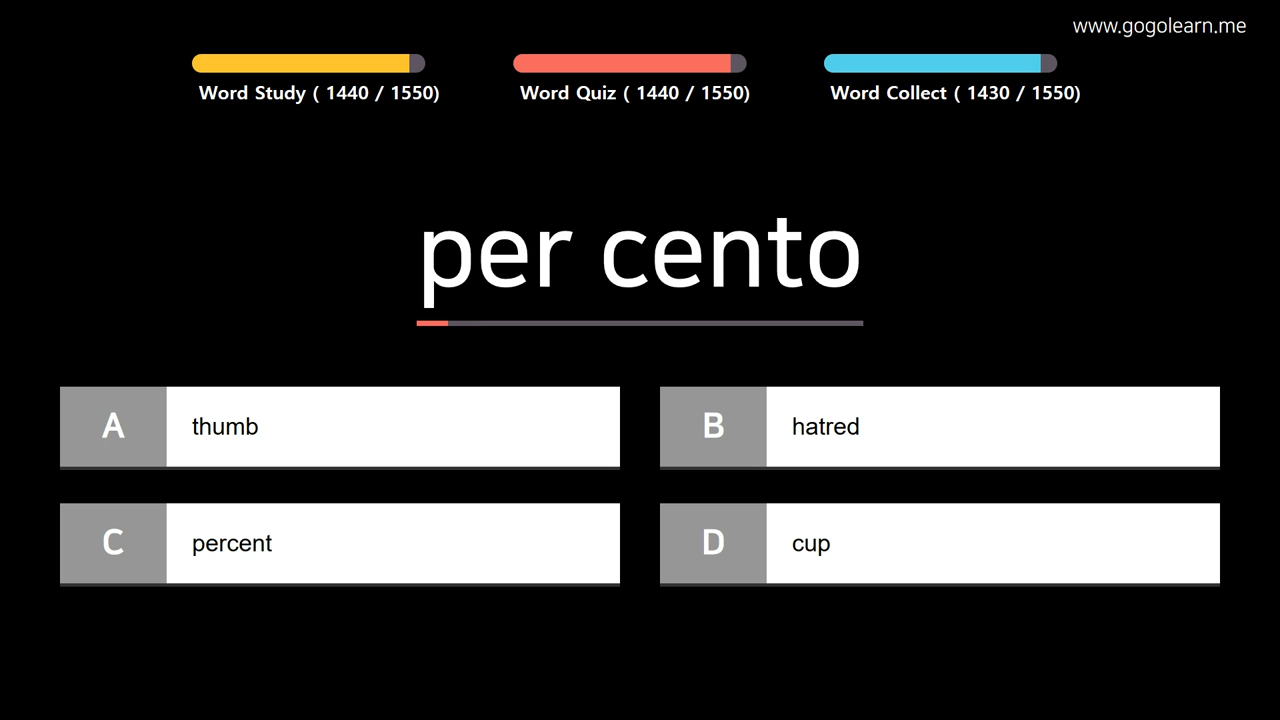 www.gogolearn.me
Word Study ( 1440 / 1550)
Word Quiz ( 1440 / 1550)
Word Collect ( 1430 / 1550)
per cento
A thumb
B hatred
C percent
D cup